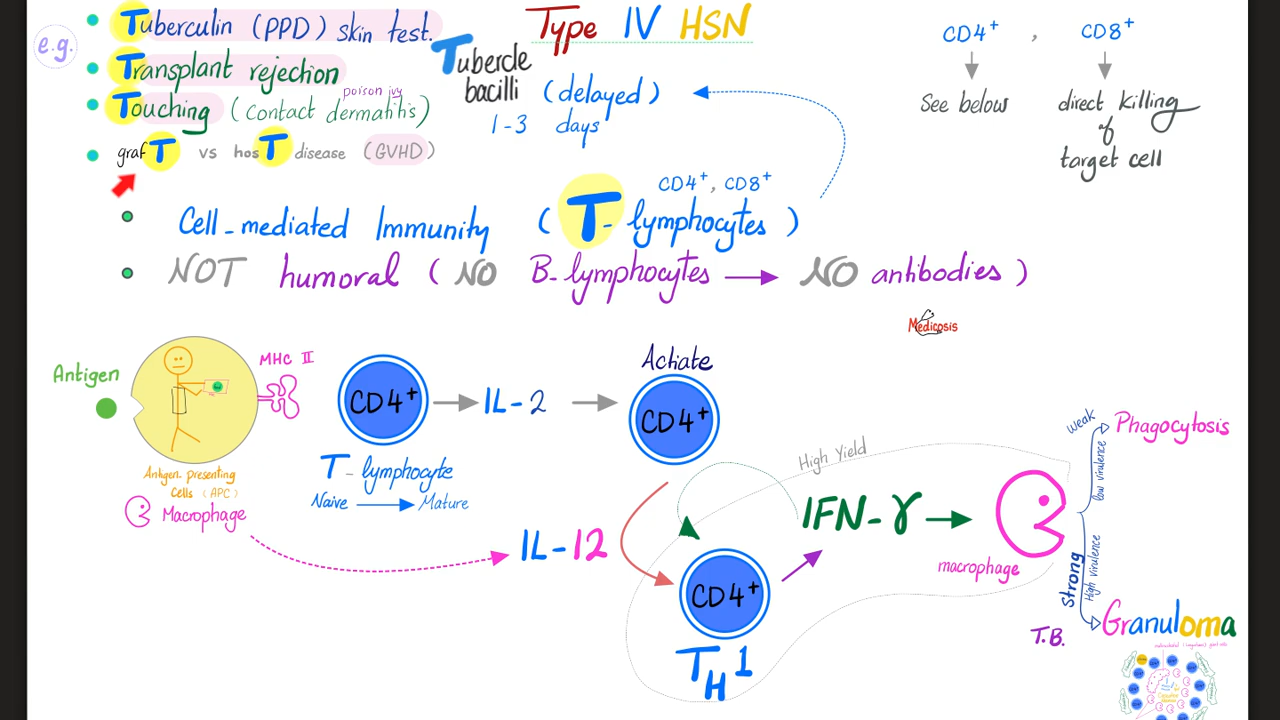 e.g.
Tuberculin (PPD) skin test.
Transplant rejection
poison ivy
Touching (contact dermatitis)
grafT vs hosT disease (GVHD)
Type IV HSN
Tubercle
bacilli
(delayed)
1-3 days
CD4+ , CD8+
See below
direct killing
of
target cell
CD4+, CD8+
Cell-mediated Immunity (T-lymphocytes)
NOT humoral (NO B-lymphocytes → NO antibodies)
Medicosis
Antigen
MHC II
Antigen presenting
Cells (APC)
Macrophage
CD4+
T-lymphocyte
Naive → Mature
IL-2
Activate
CD4+
IL-12
CD4+
TH1
High Yield
IFN-γ
macrophage
weak
low virulence
Phagocytosis
strong
High virulence
T.B.
Granuloma